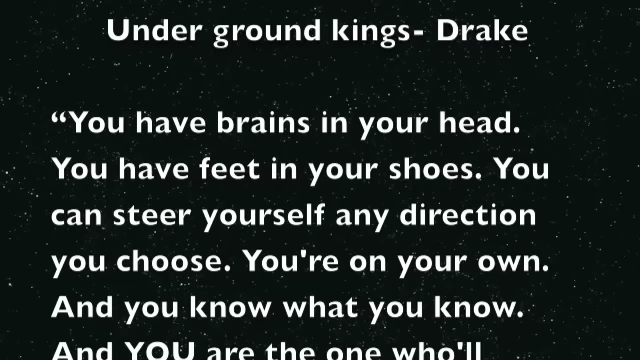 Under ground kings- Drake
“You have brains in your head.
You have feet in your shoes. You
can steer yourself any direction
you choose. You're on your own.
And you know what you know.
And YOU are the one who'll